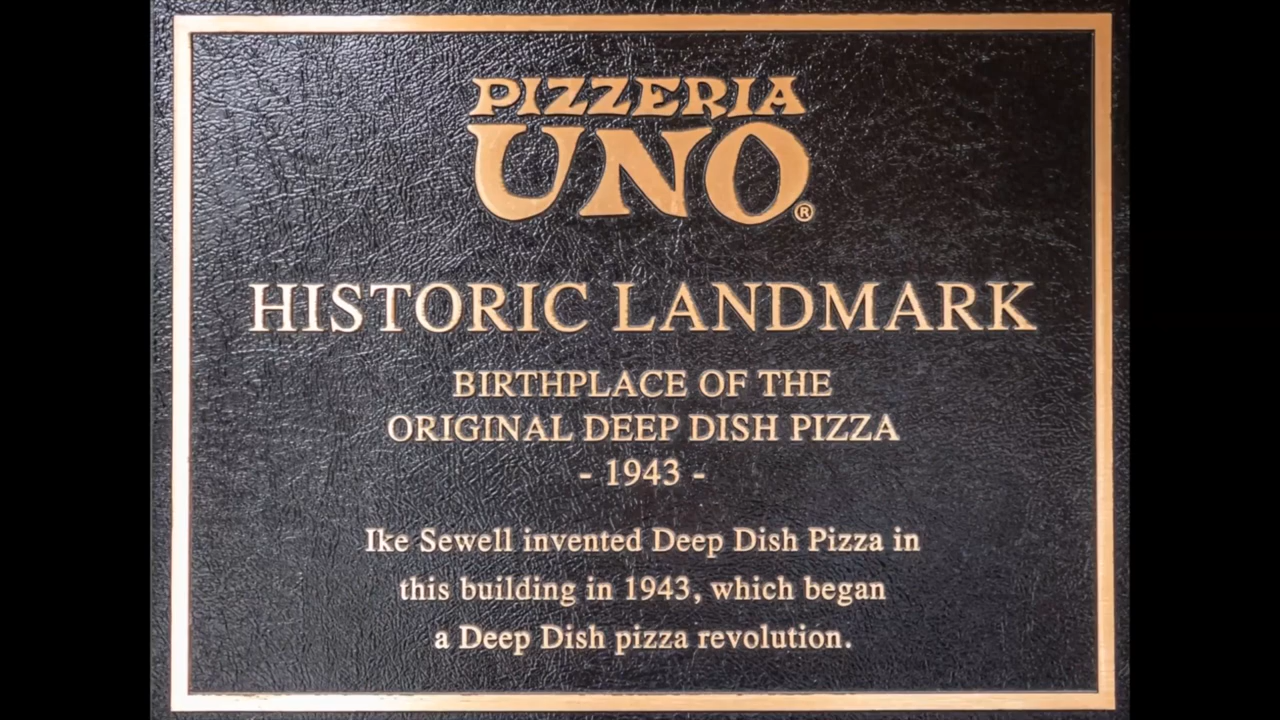 PIZZERIA
UNO®
HISTORIC LANDMARK
BIRTHPLACE OF THE
ORIGINAL DEEP DISH PIZZA
- 1943 -
Ike Sewell invented Deep Dish Pizza in
this building in 1943, which began
a Deep Dish pizza revolution.